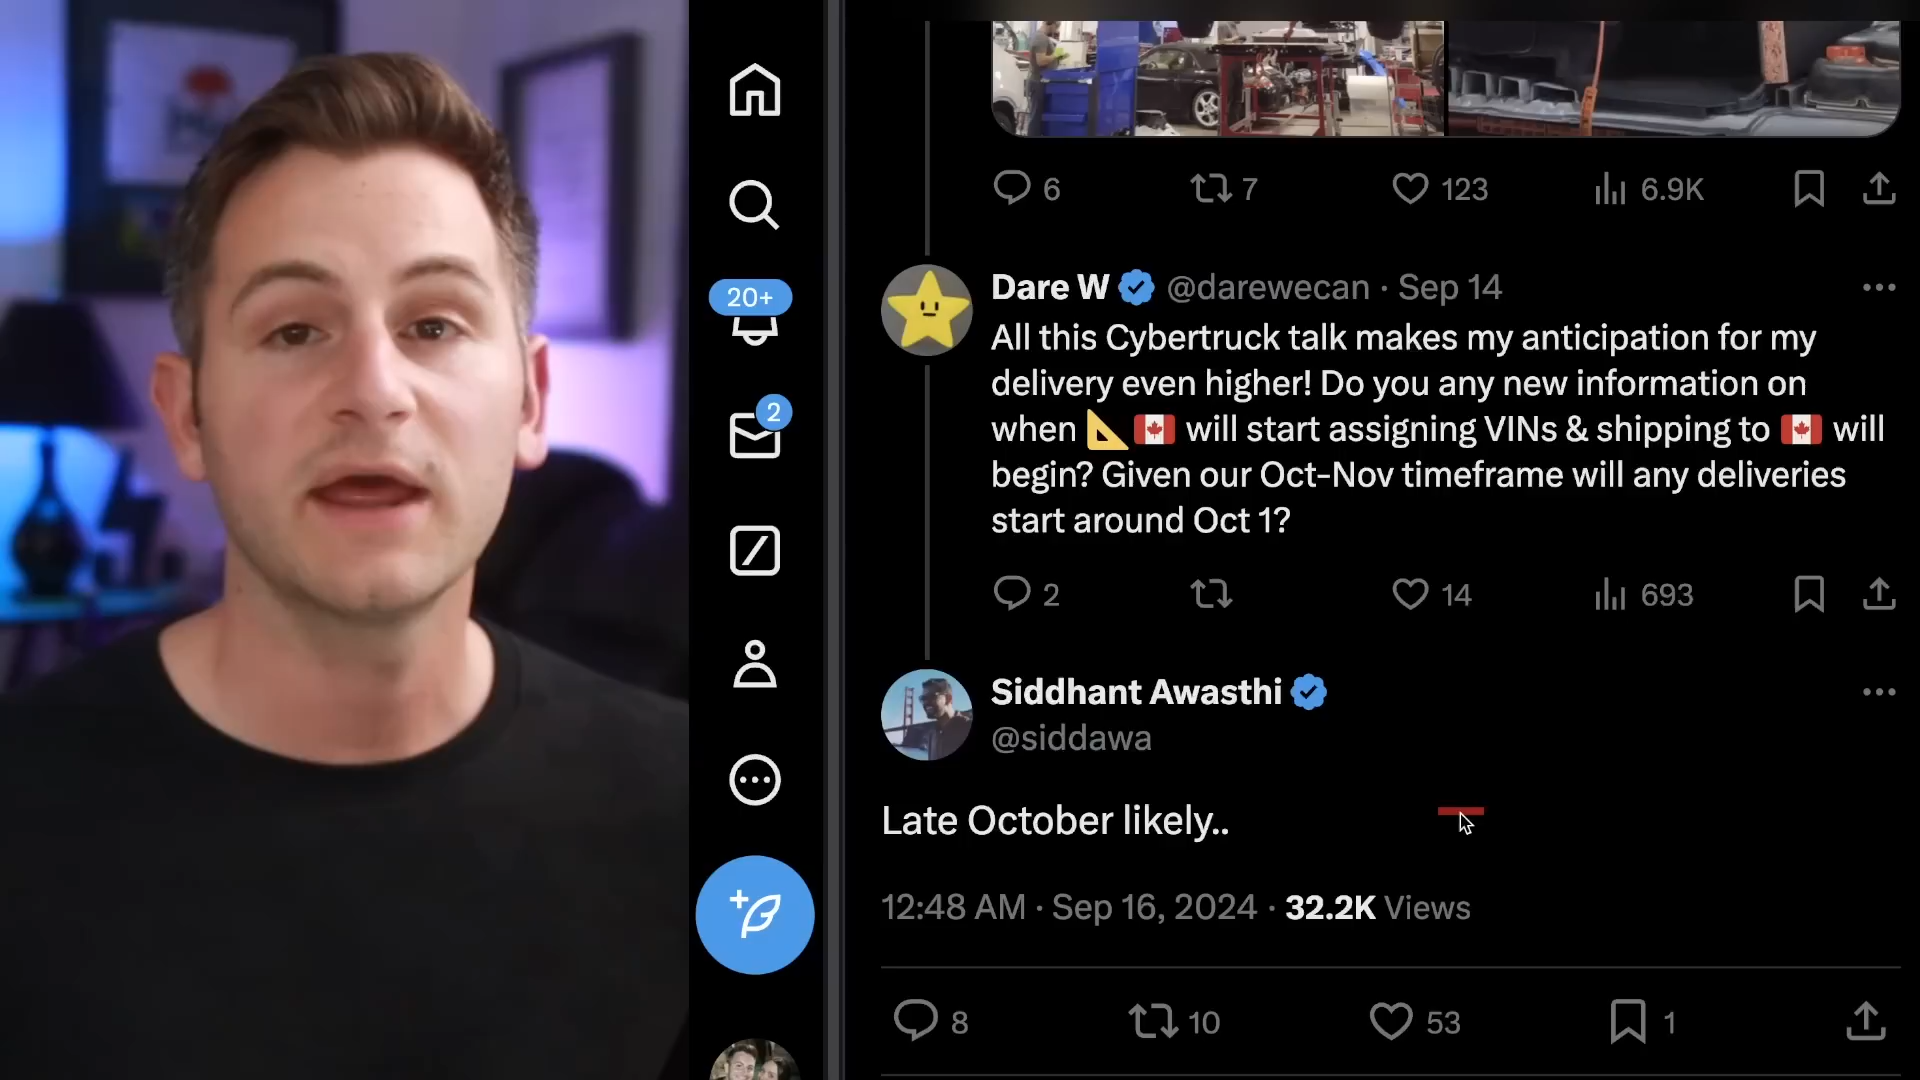 6 7 123 6.9K
20+
Dare W @darewecan · Sep 14
All this Cybertruck talk makes my anticipation for my
delivery even higher! Do you any new information on
when 📐🇨🇦 will start assigning VINs & shipping to 🇨🇦 will
begin? Given our Oct-Nov timeframe will any deliveries
start around Oct 1?
2
2 14 693
Siddhant Awasthi
@siddawa
Late October likely..
12:48 AM · Sep 16, 2024 · 32.2K Views
8 10 53 1